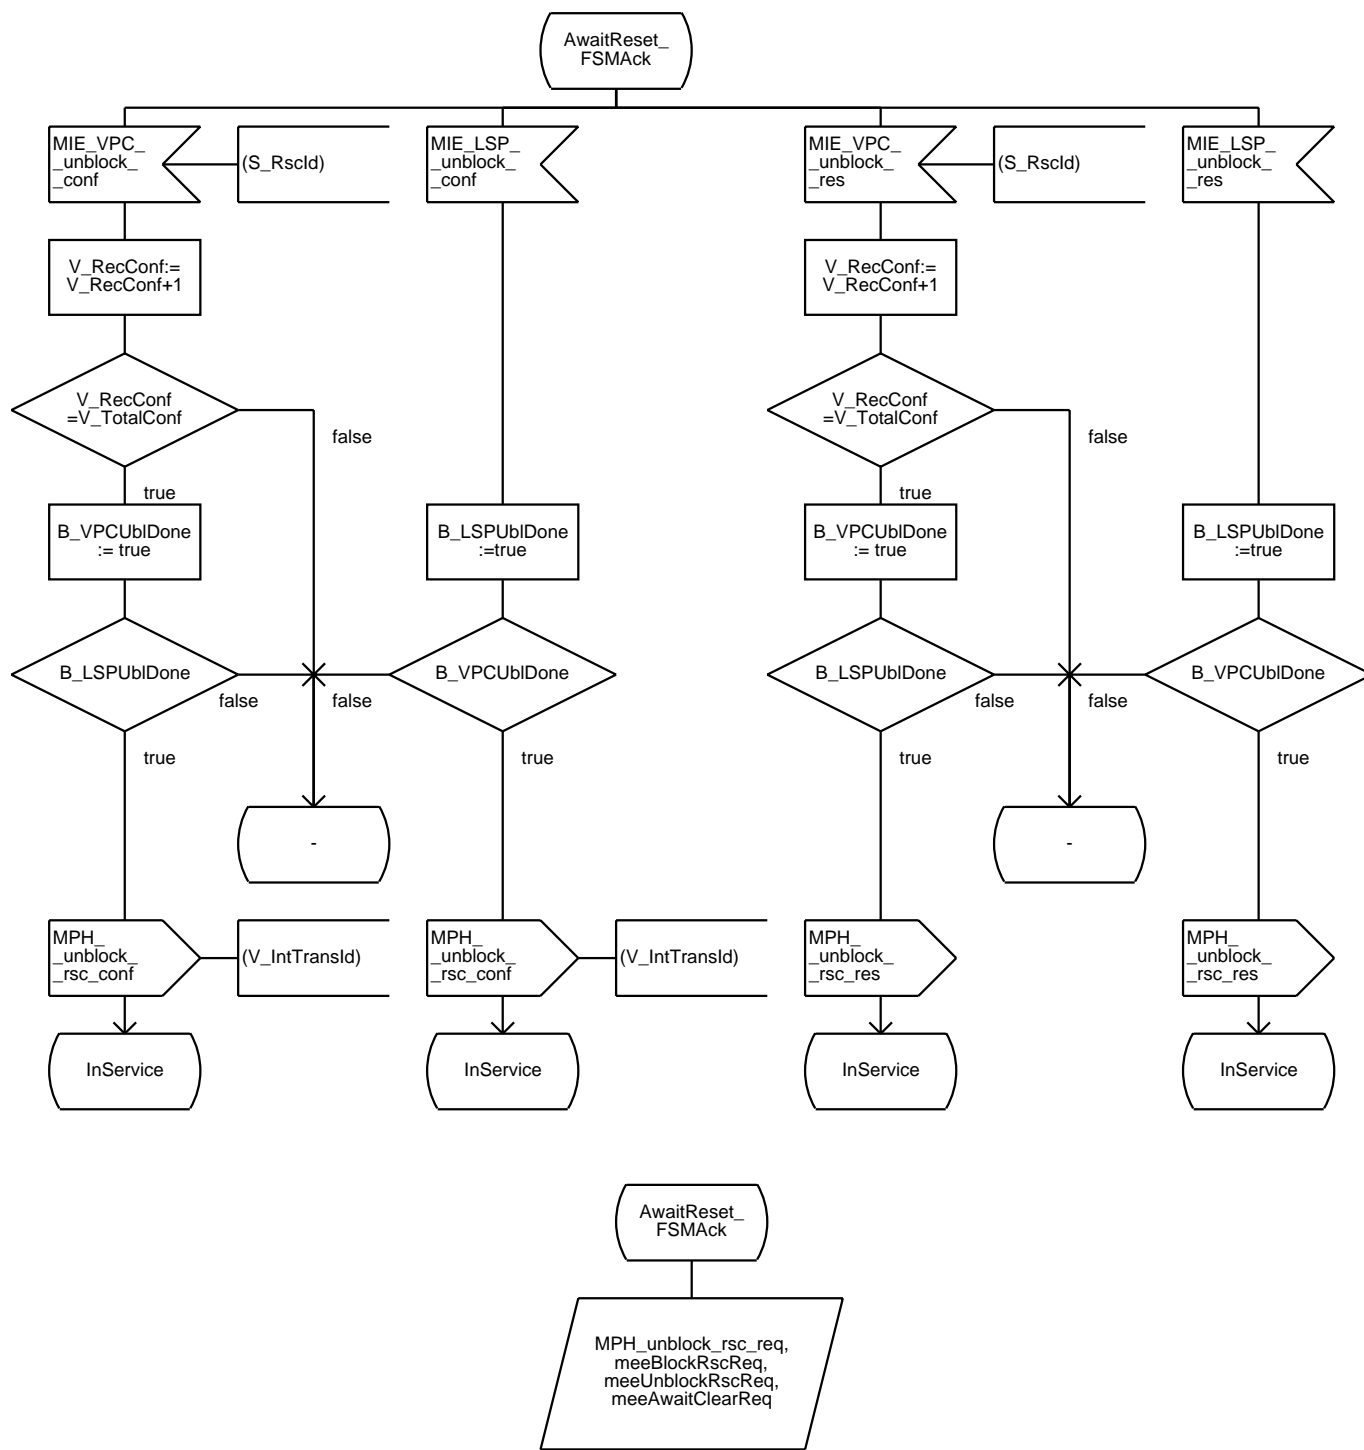 AwaitReset_
FSMAck
MIE_VPC_
_unblock_
_conf
(S_RscId)
MIE_LSP_
_unblock_
_conf
MIE_VPC_
_unblock_
_res
(S_RscId)
MIE_LSP_
_unblock_
_res
V_RecConf:=
V_RecConf+1
V_RecConf:=
V_RecConf+1
V_RecConf
=V_TotalConf
false
true
V_RecConf
=V_TotalConf
false
true
B_VPCUblDone
:= true
B_LSPUblDone
:=true
B_VPCUblDone
:= true
B_LSPUblDone
:=true
B_LSPUblDone
false
true
B_VPCUblDone
false
true
B_LSPUblDone
false
true
B_VPCUblDone
false
true
-
-
MPH_
_unblock_
_rsc_conf
(V_IntTransId)
MPH_
_unblock_
_rsc_conf
(V_IntTransId)
MPH_
_unblock_
_rsc_res
MPH_
_unblock_
_rsc_res
InService
InService
InService
InService
AwaitReset_
FSMAck
MPH_unblock_rsc_req,
meeBlockRscReq,
meeUnblockRscReq,
meeAwaitClearReq